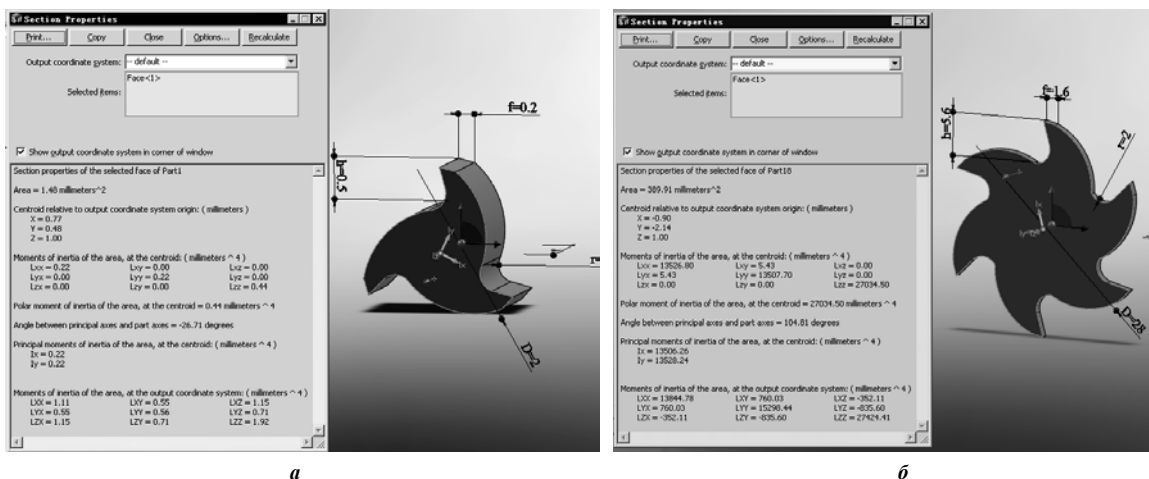 Section Properties
Print... Copy Close Options... Recalculate
Output coordinate system: -- default --
Selected items: Face<1>
Show output coordinate system in corner of window
Section properties of the selected face of Part1
Area = 1.48 millimeters^2
Centroid relative to output coordinate system origin: ( millimeters )
X = 0.77
Y = 0.48
Z = 1.00
Moments of inertia of the area, at the centroid: ( millimeters ^ 4 )
Lxx = 0.22 Lxy = 0.00 Lxz = 0.00
Lyx = 0.00 Lyy = 0.22 Lyz = 0.00
Lzx = 0.00 Lzy = 0.00 Lzz = 0.44
Polar moment of inertia of the area, at the centroid = 0.44 millimeters ^ 4
Angle between principal axes and part axes = -26.71 degrees
Principal moments of inertia of the area, at the centroid: ( millimeters ^ 4 )
Ix = 0.22
Iy = 0.22
Moments of inertia of the area, at the output coordinate system: ( millimeters ^ 4 )
LXX = 1.11 LXY = 0.55 LXZ = 1.15
LYX = 0.55 LYY = 0.56 LYZ = 0.71
LZX = 1.15 LZY = 0.71 LZZ = 1.92
f=0.2
h=0.5
D=2
а
Section Properties
Print... Copy Close Options... Recalculate
Output coordinate system: -- default --
Selected items: Face<1>
Show output coordinate system in corner of window
Section properties of the selected face of Part18
Area = 389.91 millimeters^2
Centroid relative to output coordinate system origin: ( millimeters )
X = -0.90
Y = -2.14
Z = 1.00
Moments of inertia of the area, at the centroid: ( millimeters ^ 4 )
Lxx = 13526.80 Lxy = 5.43 Lxz = 0.00
Lyx = 5.43 Lyy = 13507.70 Lyz = 0.00
Lzx = 0.00 Lzy = 0.00 Lzz = 27034.50
Polar moment of inertia of the area, at the centroid = 27034.50 millimeters ^ 4
Angle between principal axes and part axes = 104.81 degrees
Principal moments of inertia of the area, at the centroid: ( millimeters ^ 4 )
Ix = 13506.26
Iy = 13528.24
Moments of inertia of the area, at the output coordinate system: ( millimeters ^ 4 )
LXX = 13844.78 LXY = 760.03 LXZ = -352.11
LYX = 760.03 LYY = 15298.44 LYZ = -835.60
LZX = -352.11 LZY = -835.60 LZZ = 27424.41
f=1.6
h=5.6
r=2
D=28
б